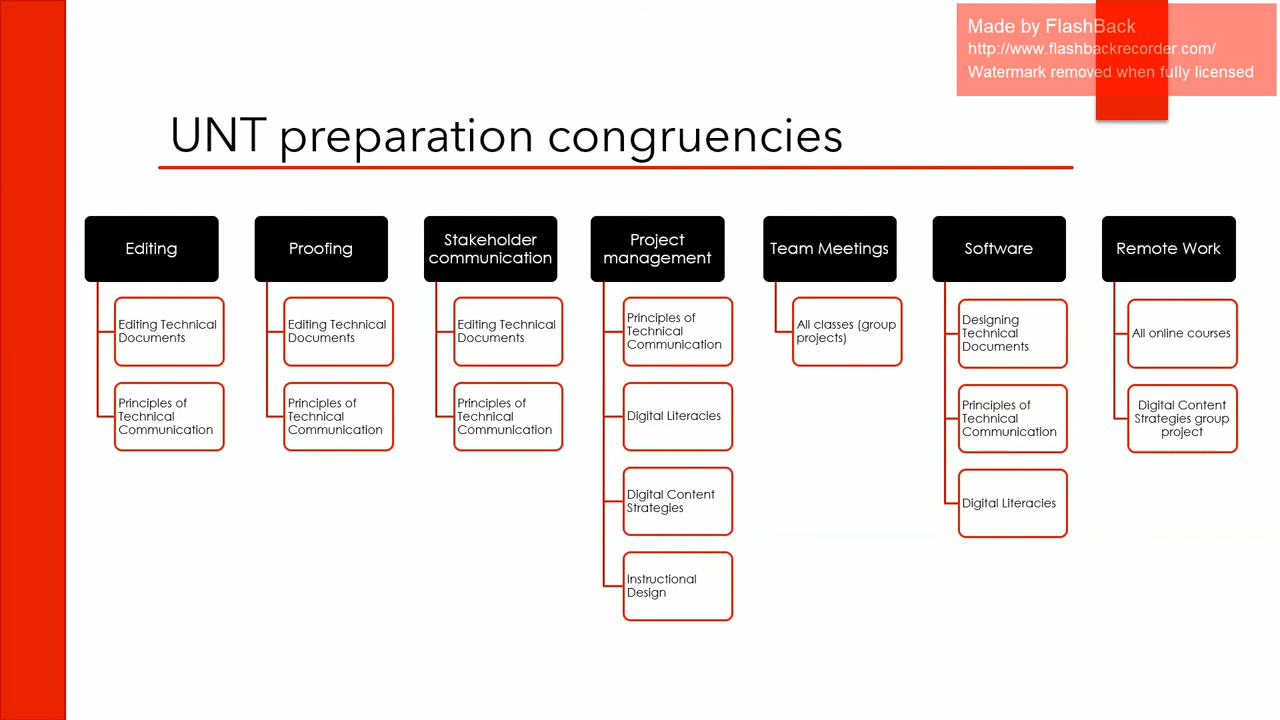 Made by FlashBack
http://www.flashbackrecorder.com/
Watermark removed when fully licensed
UNT preparation congruencies
Editing
Editing Technical
Documents
Principles of
Technical
Communication
Proofing
Editing Technical
Documents
Principles of
Technical
Communication
Stakeholder
communication
Editing Technical
Documents
Principles of
Technical
Communication
Project
management
Principles of
Technical
Communication
Digital Literacies
Digital Content
Strategies
Instructional
Design
Team Meetings
All classes (group
projects)
Software
Designing
Technical
Documents
Principles of
Technical
Communication
Digital Literacies
Remote Work
All online courses
Digital Content
Strategies group
project